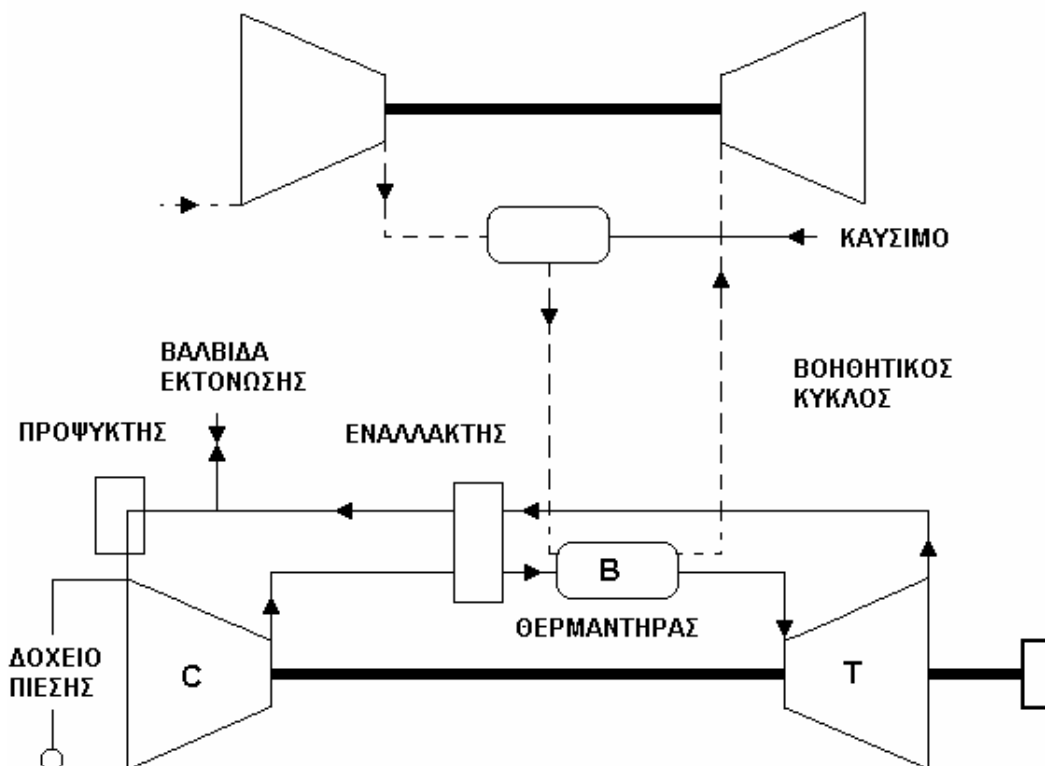 ΚΑΥΣΙΜΟ
ΒΑΛΒΙΔΑ
ΕΚΤΟΝΩΣΗΣ
ΒΟΗΘΗΤΙΚΟΣ
ΚΥΚΛΟΣ
ΠΡΟΨΥΚΤΗΣ
ΕΝΑΛΛΑΚΤΗΣ
B
ΘΕΡΜΑΝΤΗΡΑΣ
ΔΟΧΕΙΟ
ΠΙΕΣΗΣ
C
T